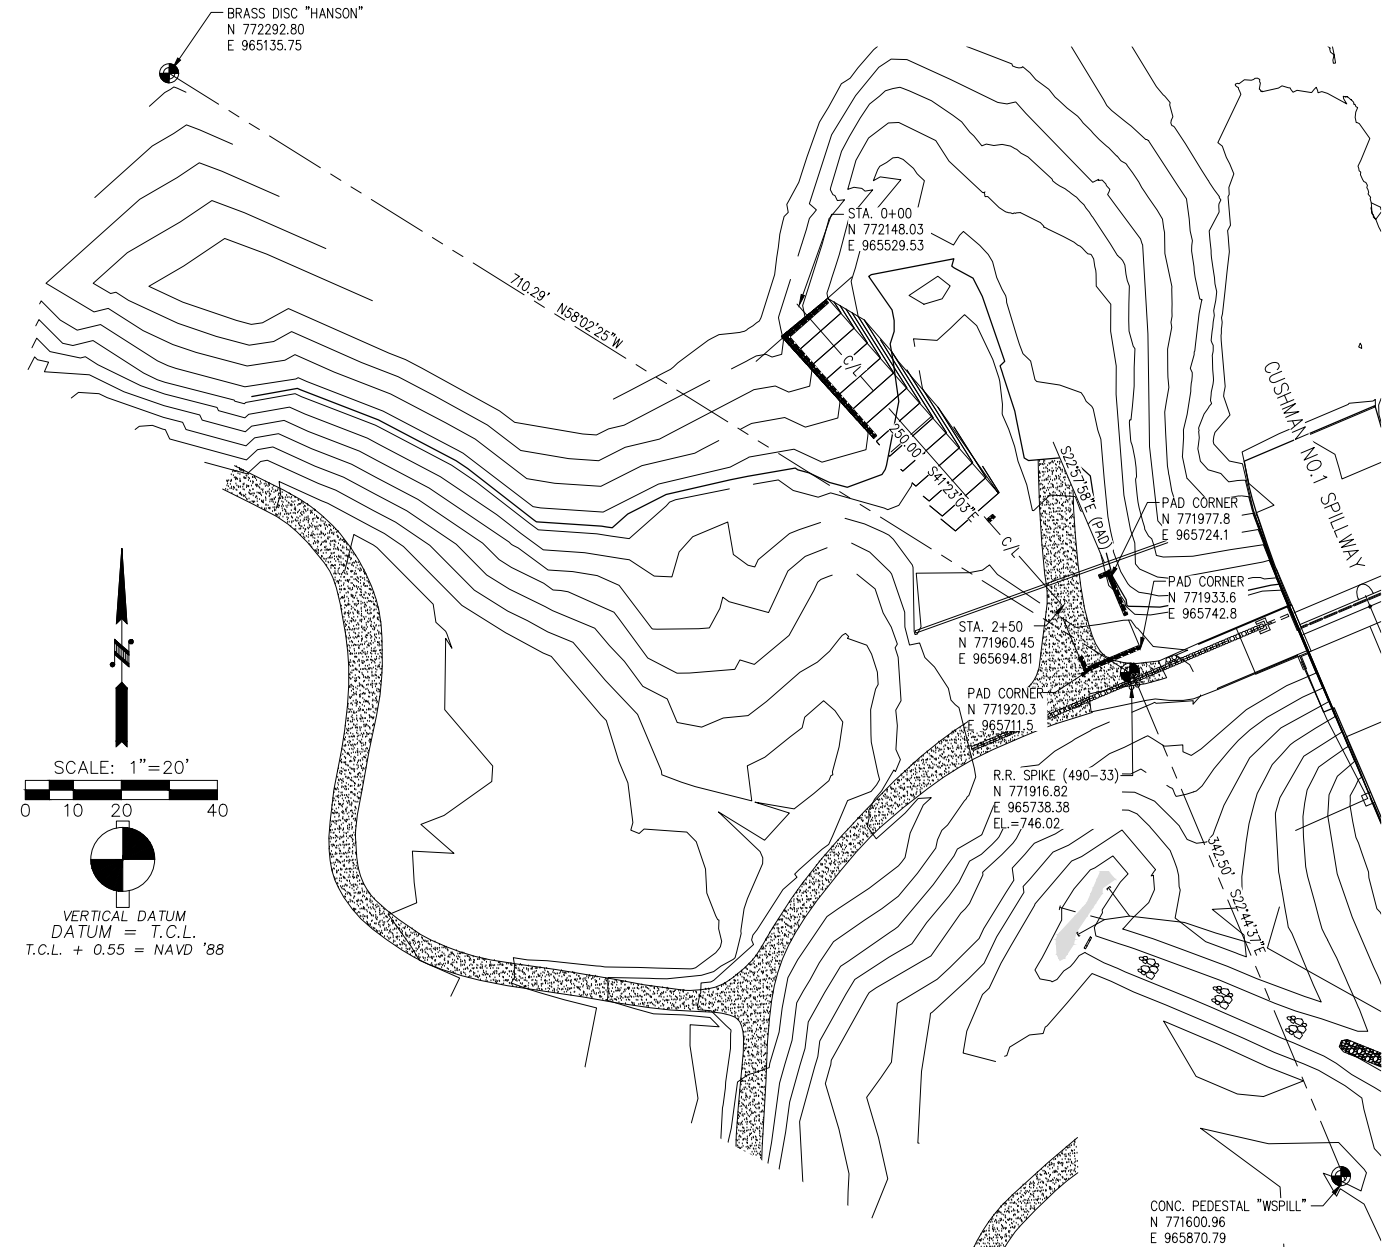 BRASS DISC "HANSON"
N 772292.80
E 965135.75
710.29' N58°02'25"W
STA. 0+00
N 772148.03
E 965529.53
C/L
250.00' S41°23'03"E
C/L
S22°57'58"E (PAD)
CUSHMAN NO.1 SPILLWAY
PAD CORNER
N 771977.8
E 965724.1
PAD CORNER
N 771933.6
E 965742.8
STA. 2+50
N 771960.45
E 965694.81
PAD CORNER
N 771920.3
E 965711.5
R.R. SPIKE (490-33)
N 771916.82
E 965738.38
EL.=746.02
342.50' S22°44'37"E
N
SCALE: 1"=20'
0 10 20 40
VERTICAL DATUM
DATUM = T.C.L.
T.C.L. + 0.55 = NAVD '88
CONC. PEDESTAL "WSPILL"
N 771600.96
E 965870.79